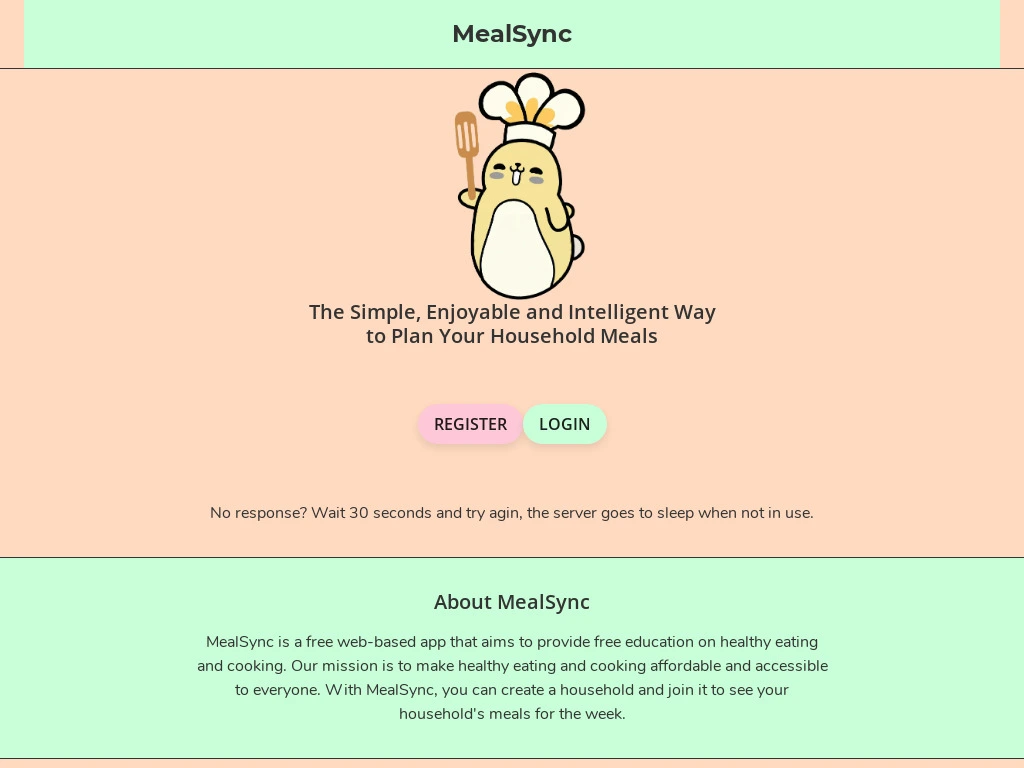 MealSync
The Simple, Enjoyable and Intelligent Way
to Plan Your Household Meals
REGISTER LOGIN
No response? Wait 30 seconds and try agin, the server goes to sleep when not in use.
About MealSync
MealSync is a free web-based app that aims to provide free education on healthy eating
and cooking. Our mission is to make healthy eating and cooking affordable and accessible
to everyone. With MealSync, you can create a household and join it to see your
household's meals for the week.